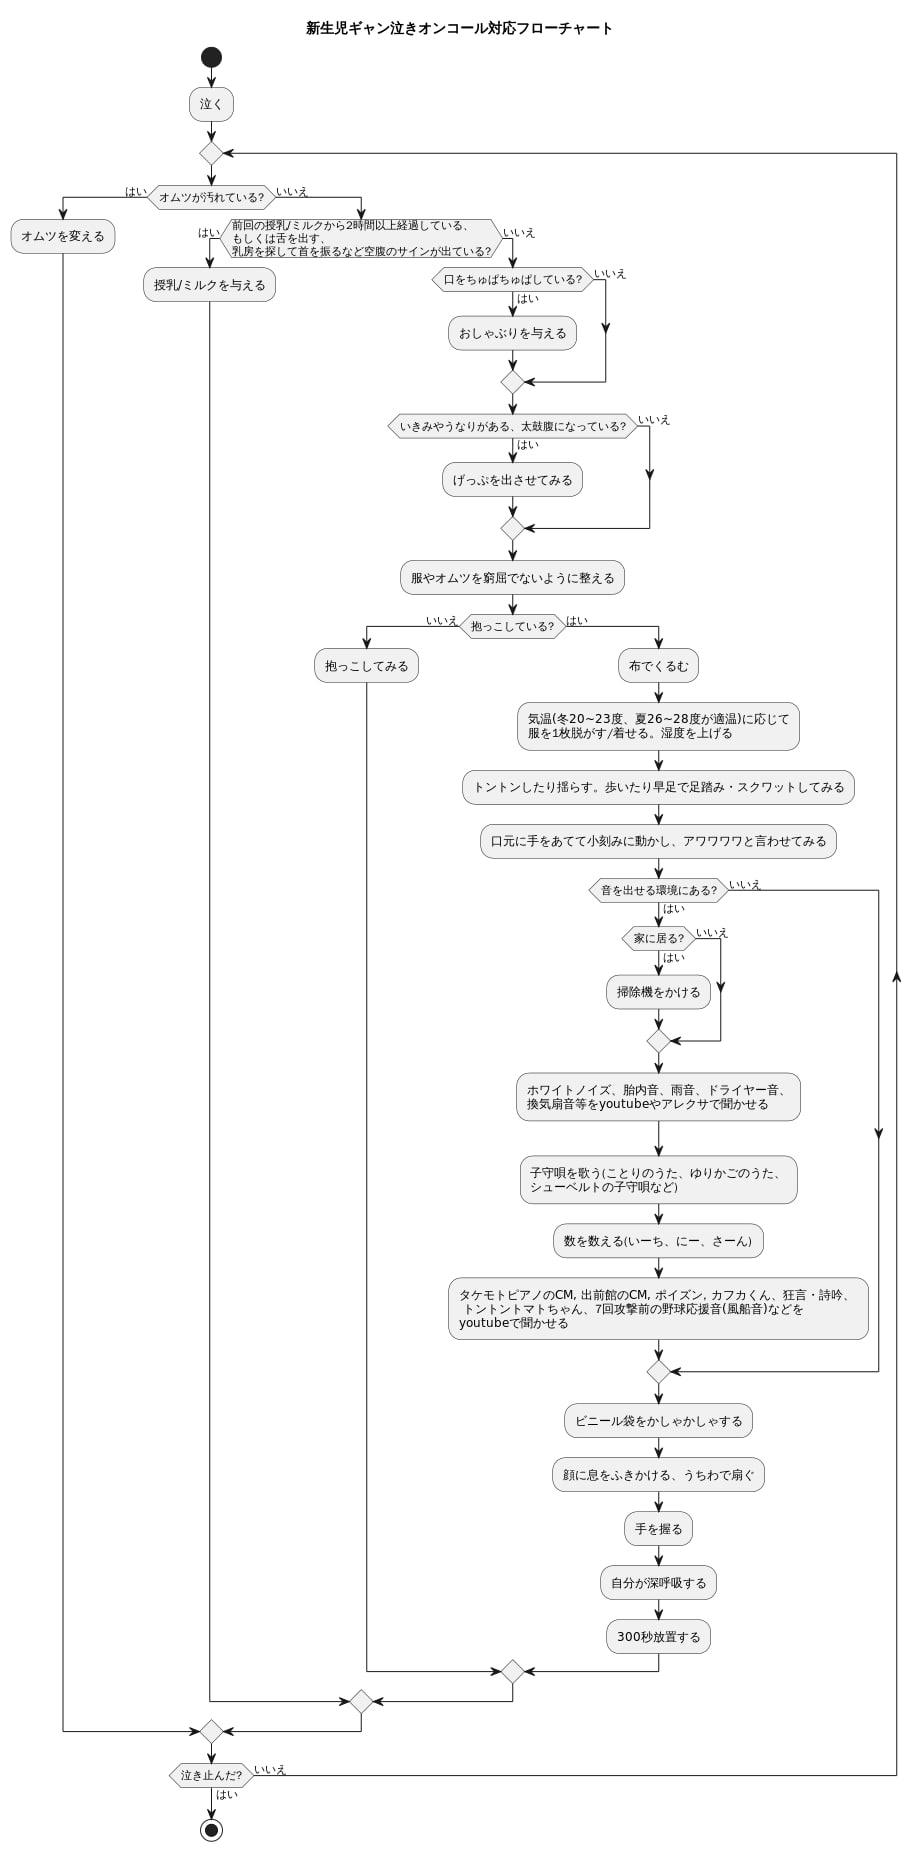 新生児ギャン泣きオンコール対応フローチャート
泣く
オムツが汚れている?
はい
いいえ
オムツを変える
前回の授乳/ミルクから2時間以上経過している、
もしくは舌を出す、
乳房を探して首を振るなど空腹のサインが出ている?
はい
いいえ
授乳/ミルクを与える
口をちゅぱちゅぱしている?
いいえ
はい
おしゃぶりを与える
いきみやうなりがある、太鼓腹になっている?
いいえ
はい
げっぷを出させてみる
服やオムツを窮屈でないように整える
抱っこしている?
いいえ
はい
抱っこしてみる
布でくるむ
気温(冬20~23度、夏26~28度が適温)に応じて
服を1枚脱がす/着せる。湿度を上げる
トントンしたり揺らす。歩いたり早足で足踏み・スクワットしてみる
口元に手をあてて小刻みに動かし、アワワワワと言わせてみる
音を出せる環境にある?
いいえ
はい
家に居る?
いいえ
はい
掃除機をかける
ホワイトノイズ、胎内音、雨音、ドライヤー音、
換気扇音等をyoutubeやアレクサで聞かせる
子守唄を歌う(ことりのうた、ゆりかごのうた、
シューベルトの子守唄など)
数を数える(いーち、にー、さーん)
タケモトピアノのCM, 出前館のCM, ポイズン, カフカくん、狂言・詩吟、
トントントマトちゃん、7回攻撃前の野球応援音(風船音)などを
youtubeで聞かせる
ビニール袋をかしゃかしゃする
顔に息をふきかける、うちわで扇ぐ
手を握る
自分が深呼吸する
300秒放置する
泣き止んだ?
いいえ
はい